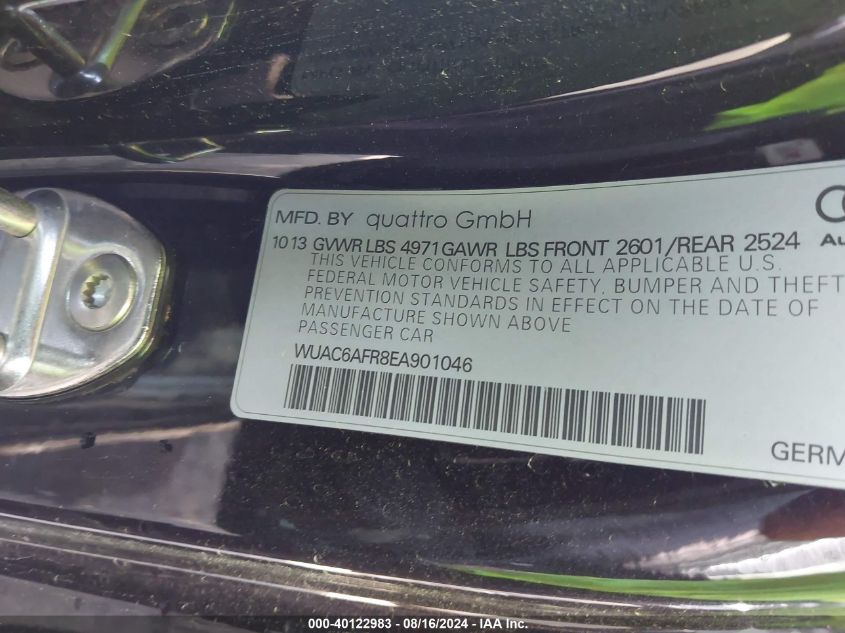 MFD. BY quattro GmbH
1013 GVWR LBS 4971 GAWR LBS FRONT 2601/REAR 2524
THIS VEHICLE CONFORMS TO ALL APPLICABLE U.S.
FEDERAL MOTOR VEHICLE SAFETY, BUMPER AND THEFT
PREVENTION STANDARDS IN EFFECT ON THE DATE OF
MANUFACTURE SHOWN ABOVE
PASSENGER CAR
WUAC6AFR8EA901046
000-40122983 - 08/16/2024 - IAA Inc.